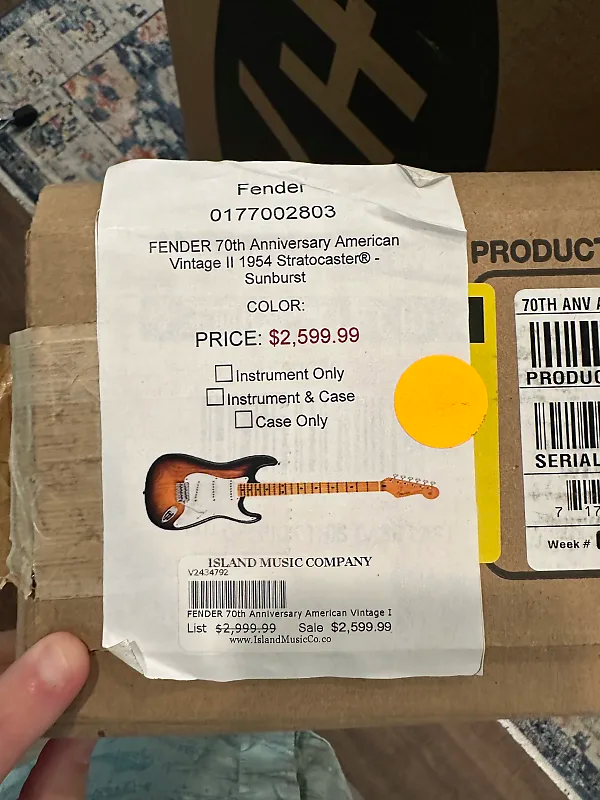 Fender
0177002803
FENDER 70th Anniversary American
Vintage II 1954 Stratocaster® -
Sunburst
COLOR:
PRICE: $2,599.99
Instrument Only
Instrument & Case
Case Only
ISLAND MUSIC COMPANY
V2434792
FENDER 70th Anniversary American Vintage I
List $2,999.99 Sale $2,599.99
www.IslandMusicCo.co
PRODUCT
70TH ANV A
PRODUC
SERIAL
7 17
Week #